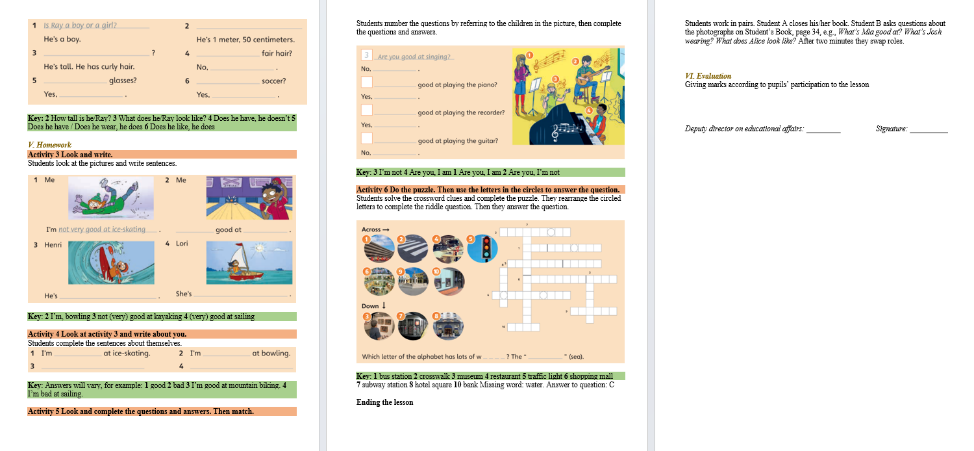 1 Is Ray a boy or a girl?
He's a boy.
2
He's 1 meter, 50 centimeters.
3 ?
He's tall. He has curly hair.
4 fair hair?
No, .
5 glasses?
Yes, .
6 soccer?
Yes, .
Key: 2 How tall is he/Ray? 3 What does he/Ray look like? 4 Does he have, he doesn't 5
Does he have / Does he wear, he does 6 Does he like, he does
V. Homework
Activity 3 Look and write.
Students look at the pictures and write sentences.
1 Me
I'm not very good at ice-skating .
2 Me
good at .
3 Henri
He's .
4 Lori
She's .
Key: 2 I'm, bowling 3 not (very) good at kayaking 4 (very) good at sailing
Activity 4 Look at activity 3 and write about you.
Students complete the sentences about themselves.
1 I'm at ice-skating. 2 I'm at bowling.
3 4
Key: Answers will vary, for example: 1 good 2 bad 3 I'm good at mountain biking. 4
I'm bad at sailing.
Activity 5 Look and complete the questions and answers. Then match.
Students number the questions by referring to the children in the picture, then complete
the questions and answers.
3 Are you good at singing?
No, .
good at playing the piano?
Yes, .
good at playing the recorder?
Yes, .
good at playing the guitar?
No, .
Key: 3 I'm not 4 Are you, I am 1 Are you, I am 2 Are you, I'm not
Activity 6 Do the puzzle. Then use the letters in the circles to answer the question.
Students solve the crossword clues and complete the puzzle. They rearrange the circled
letters to complete the riddle question. Then they answer the question.
Across →
Down ↓
Which letter of the alphabet has lots of w ? The " " (sea).
Key: 1 bus station 2 crosswalk 3 museum 4 restaurant 5 traffic light 6 shopping mall
7 subway station 8 hotel square 10 bank Missing word: water. Answer to question: C
Ending the lesson
Students work in pairs. Student A closes his/her book. Student B asks questions about
the photographs on Student's Book, page 34, e.g., What's Mia good at? What's Josh
wearing? What does Alice look like? After two minutes they swap roles.
VI. Evaluation
Giving marks according to pupils' participation to the lesson
Deputy director on educational affairs: ________ Signature: ________